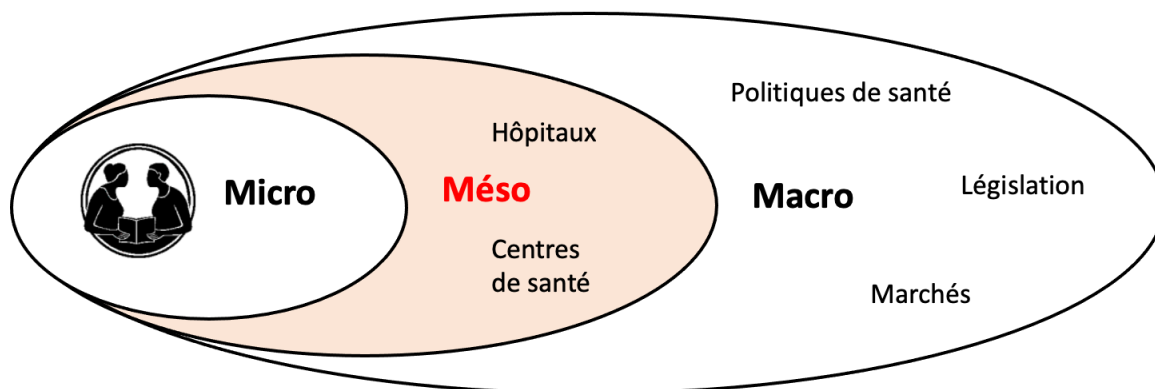 Politiques de santé
Hôpitaux
Micro
Méso
Macro
Législation
Centres
de santé
Marchés